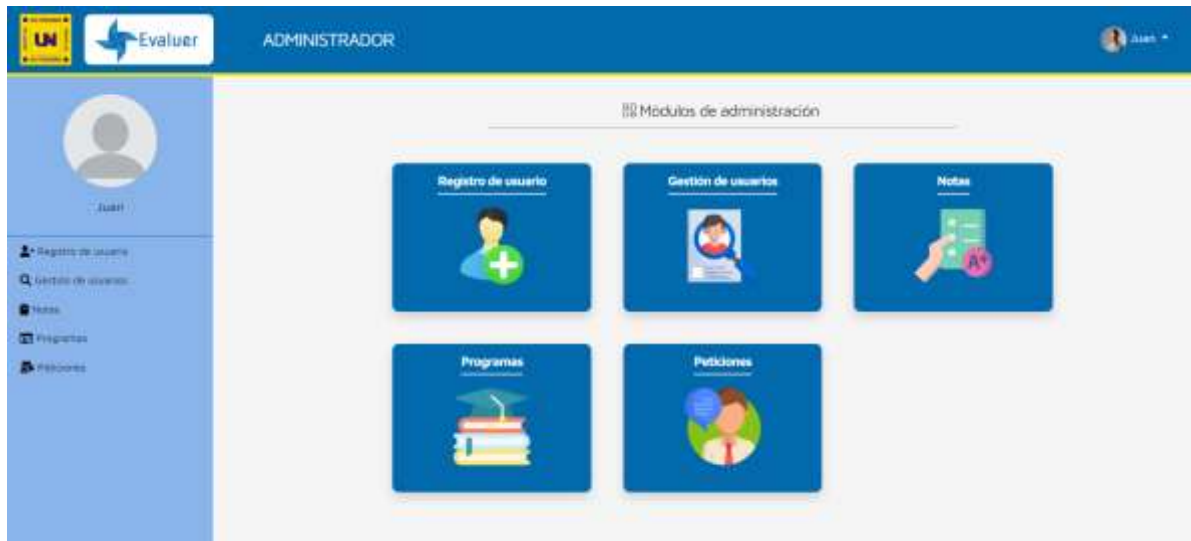 UN
Evaluer
ADMINISTRADOR
Juan
Módulos de administración
Juan
Registro de usuario
Gestión de usuarios
Notas
Programas
Peticiones
Registro de usuario
Gestión de usuarios
Notas
A+
Programas
Peticiones